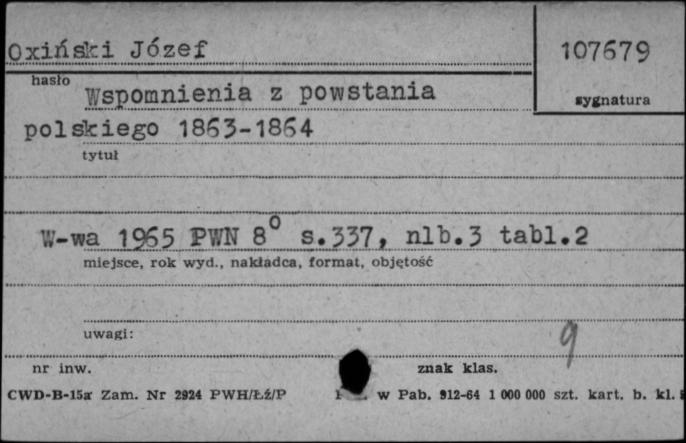 Oxiński Józef
107679
hasło
sygnatura
Wspomnienia z powstania
polskiego 1863-1864
tytuł
W-wa 1965 PWN 8° s.337, nlb.3 tabl.2
miejsce, rok wyd., nakładca, format, objętość
uwagi:
9
nr inw.
znak klas.
CWD-B-15a Zam. Nr 2924 PWH/Łź/P w Pab. 912-64 1 000 000 szt. kart. b. kl.